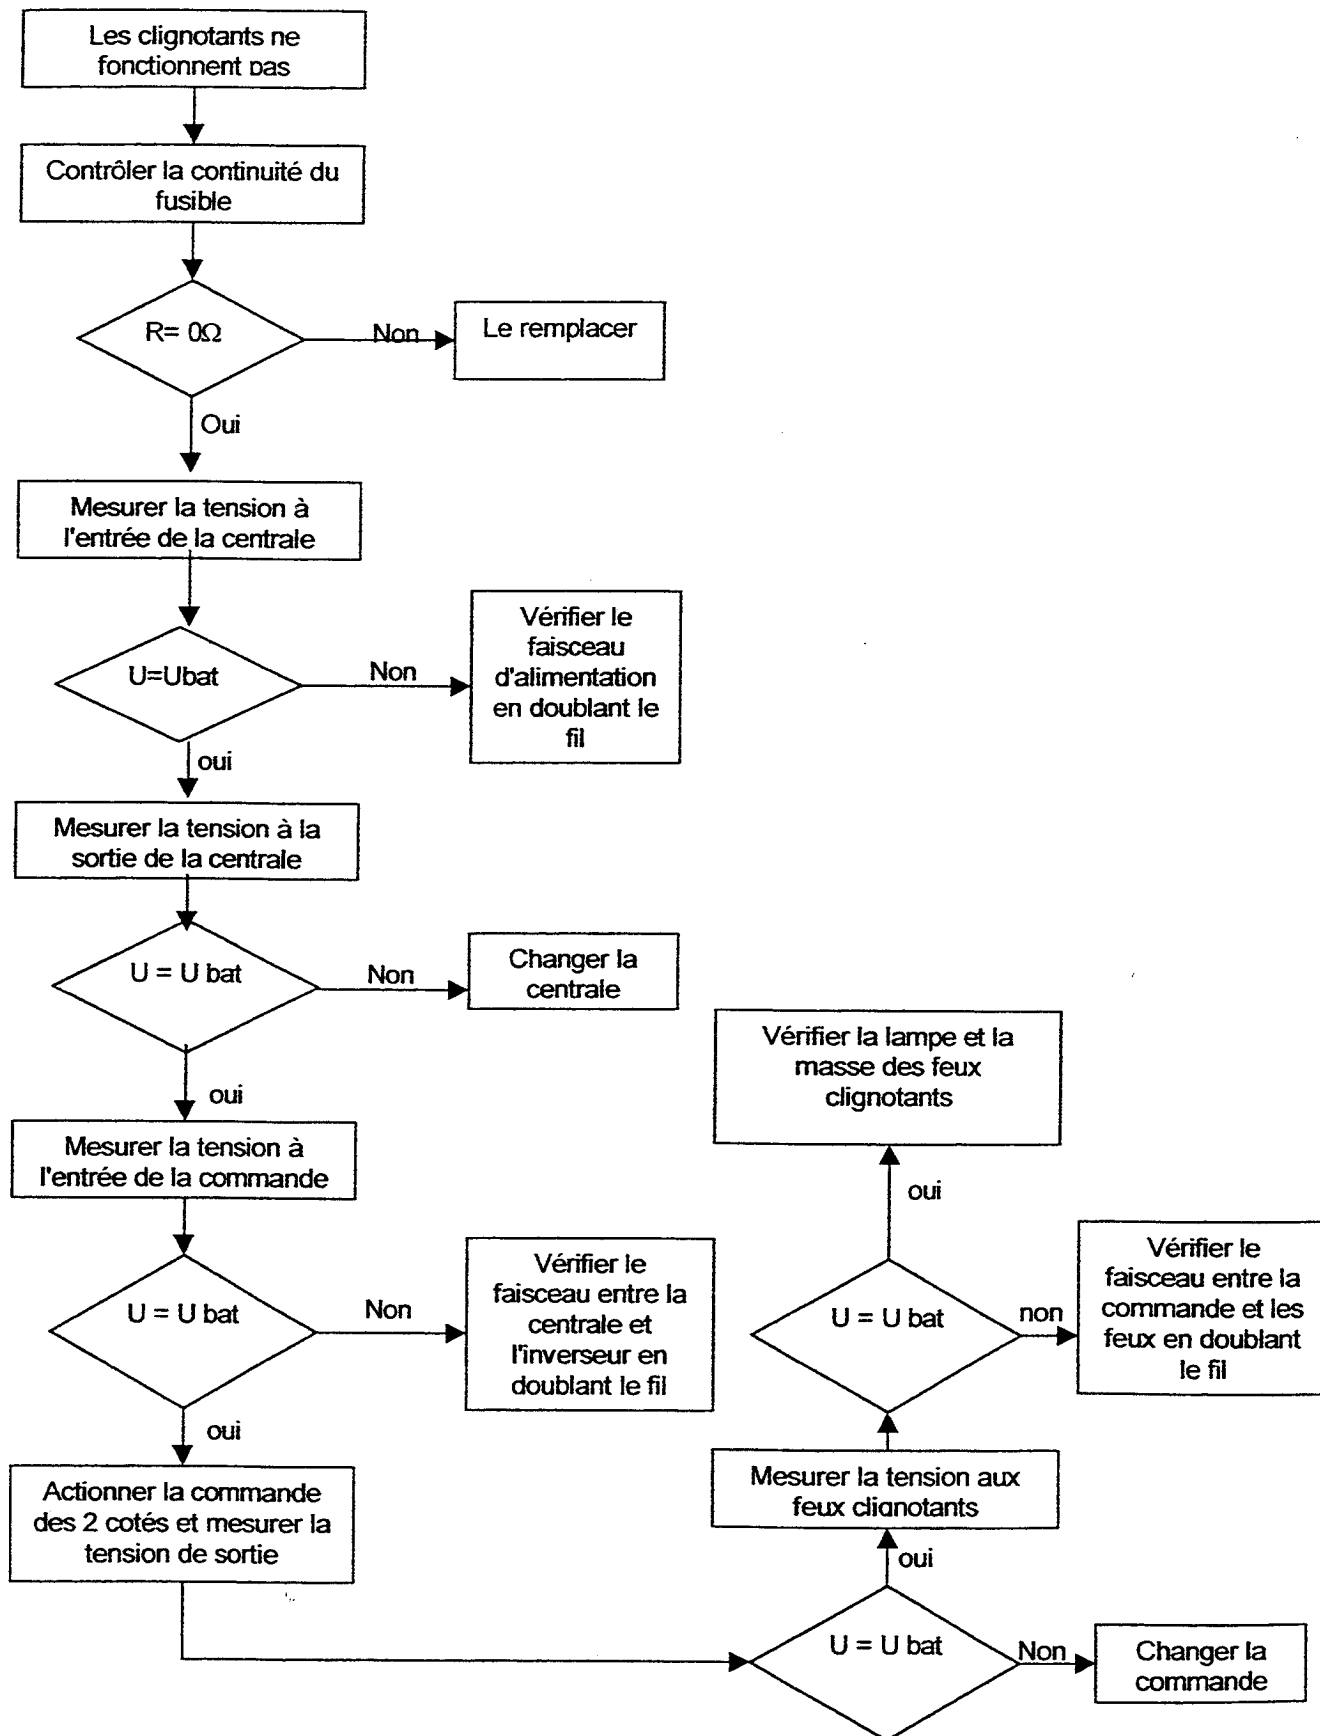 Les clignotants ne
fonctionnent pas
Contrôler la continuité du
fusible
R= 0Ω
Non
Le remplacer
Oui
Mesurer la tension à
l'entrée de la centrale
U=Ubat
Non
Vérifier le
faisceau
d'alimentation
en doublant le
fil
oui
Mesurer la tension à la
sortie de la centrale
U = U bat
Non
Changer la
centrale
oui
Mesurer la tension à
l'entrée de la commande
U = U bat
Non
Vérifier le
faisceau entre la
centrale et
l'inverseur en
doublant le fil
oui
Actionner la commande
des 2 cotés et mesurer la
tension de sortie
U = U bat
Non
Changer la
commande
oui
Mesurer la tension aux
feux clignotants
U = U bat
non
Vérifier le
faisceau entre la
commande et les
feux en doublant
le fil
oui
Vérifier la lampe et la
masse des feux
clignotants